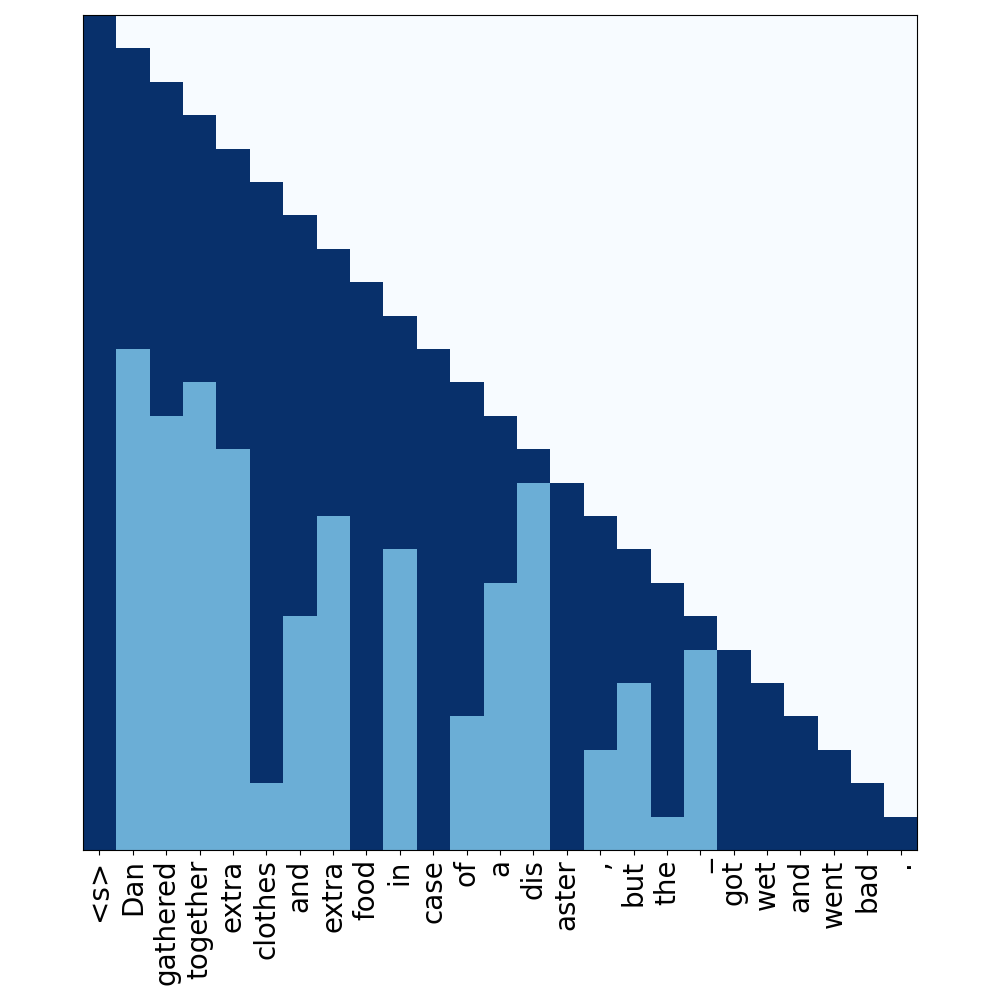 <s>
Dan
gathered
together
extra
clothes
and
extra
food
in
case
of
a
dis
aster
,
but
the
_
got
wet
and
went
bad
.